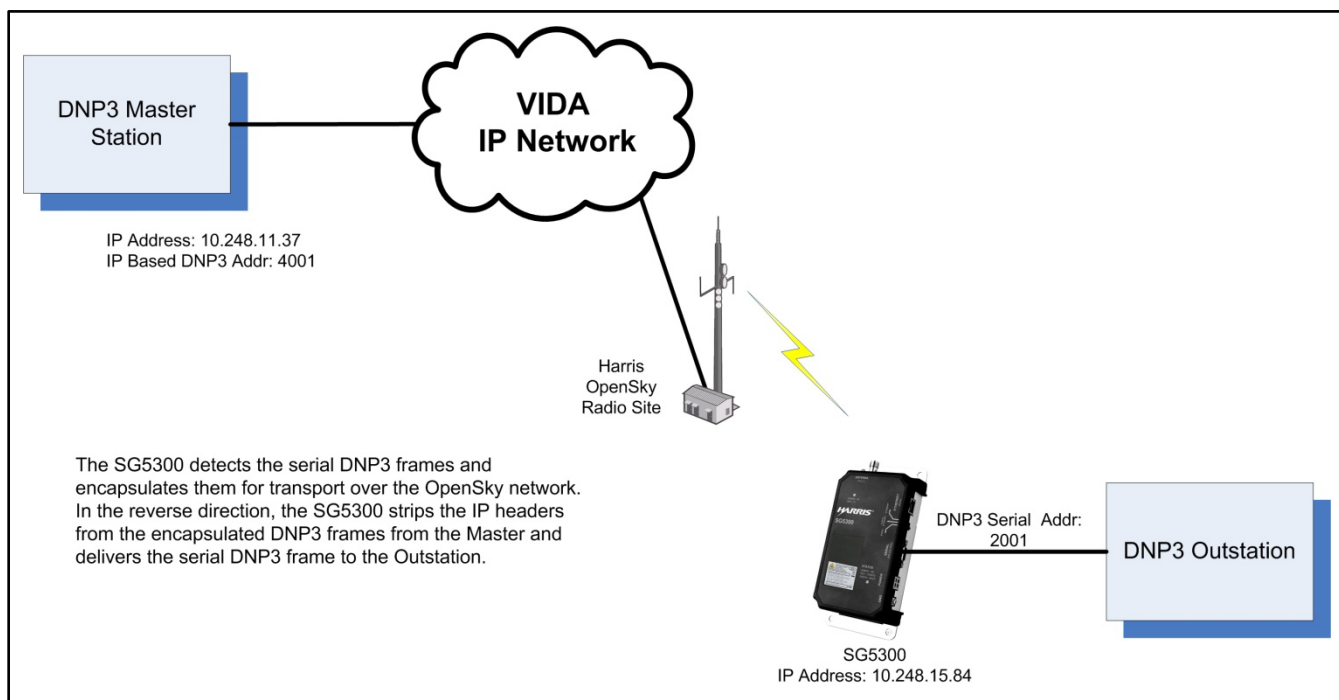 DNP3 Master
Station
VIDA
IP Network
IP Address: 10.248.11.37
IP Based DNP3 Addr: 4001
Harris
OpenSky
Radio Site
The SG5300 detects the serial DNP3 frames and
encapsulates them for transport over the OpenSky network.
In the reverse direction, the SG5300 strips the IP headers
from the encapsulated DNP3 frames from the Master and
delivers the serial DNP3 frame to the Outstation.
HARRIS
SG5300
DNP3 Serial Addr:
2001
DNP3 Outstation
SG5300
IP Address: 10.248.15.84